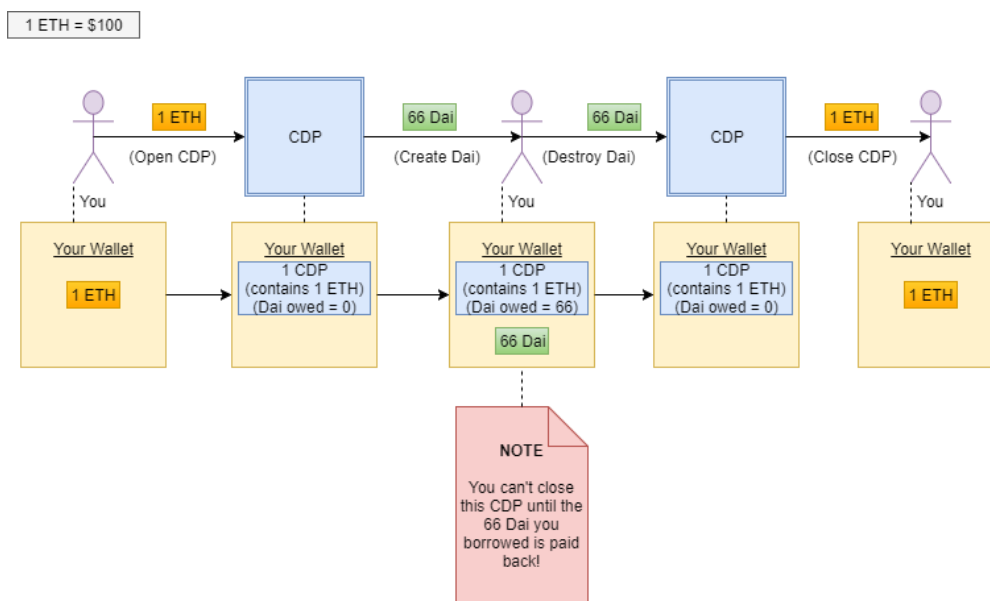 1 ETH = $100
1 ETH
(Open CDP)
CDP
66 Dai
(Create Dai)
66 Dai
(Destroy Dai)
CDP
1 ETH
(Close CDP)
You
You
You
Your Wallet
1 ETH
Your Wallet
1 CDP
(contains 1 ETH)
(Dai owed = 0)
Your Wallet
1 CDP
(contains 1 ETH)
(Dai owed = 66)
66 Dai
Your Wallet
1 CDP
(contains 1 ETH)
(Dai owed = 0)
Your Wallet
1 ETH
NOTE
You can't close
this CDP until the
66 Dai you
borrowed is paid
back!